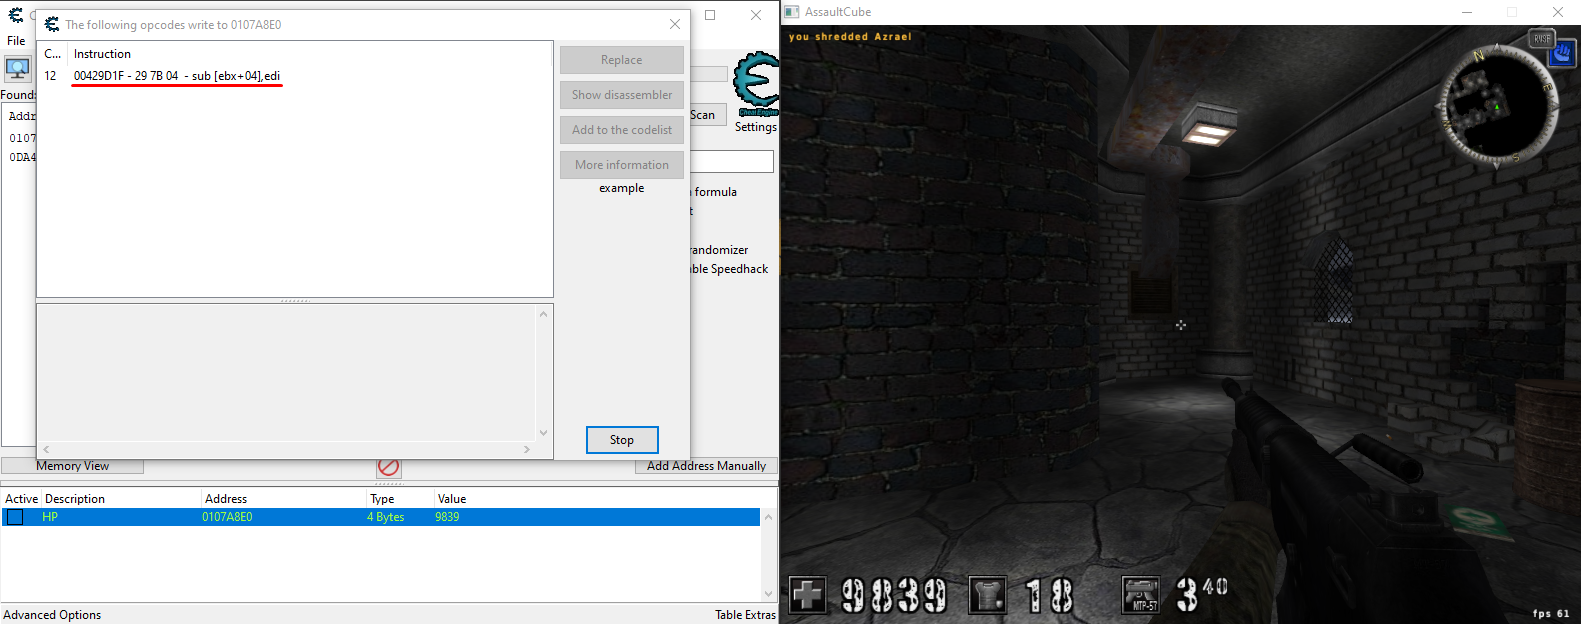 The following opcodes write to 0107A8E0
File
C... Instruction
12 00429D1F - 29 7B 04 - sub [ebx+04],edi
Replace
Show disassembler
Add to the codelist
More information
example
Stop
Found:
Addr
0107
0DA4
Scan
Cheat Engine
Settings
formula
randomizer
Speedhack
Memory View
Add Address Manually
Active Description Address Type Value
HP 0107A8E0 4 Bytes 9839
Advanced Options
Table Extras
AssaultCube
you shredded Azrael
RVSF
N
E
S
W
9839
18
MTP-57
3 40
fps 61